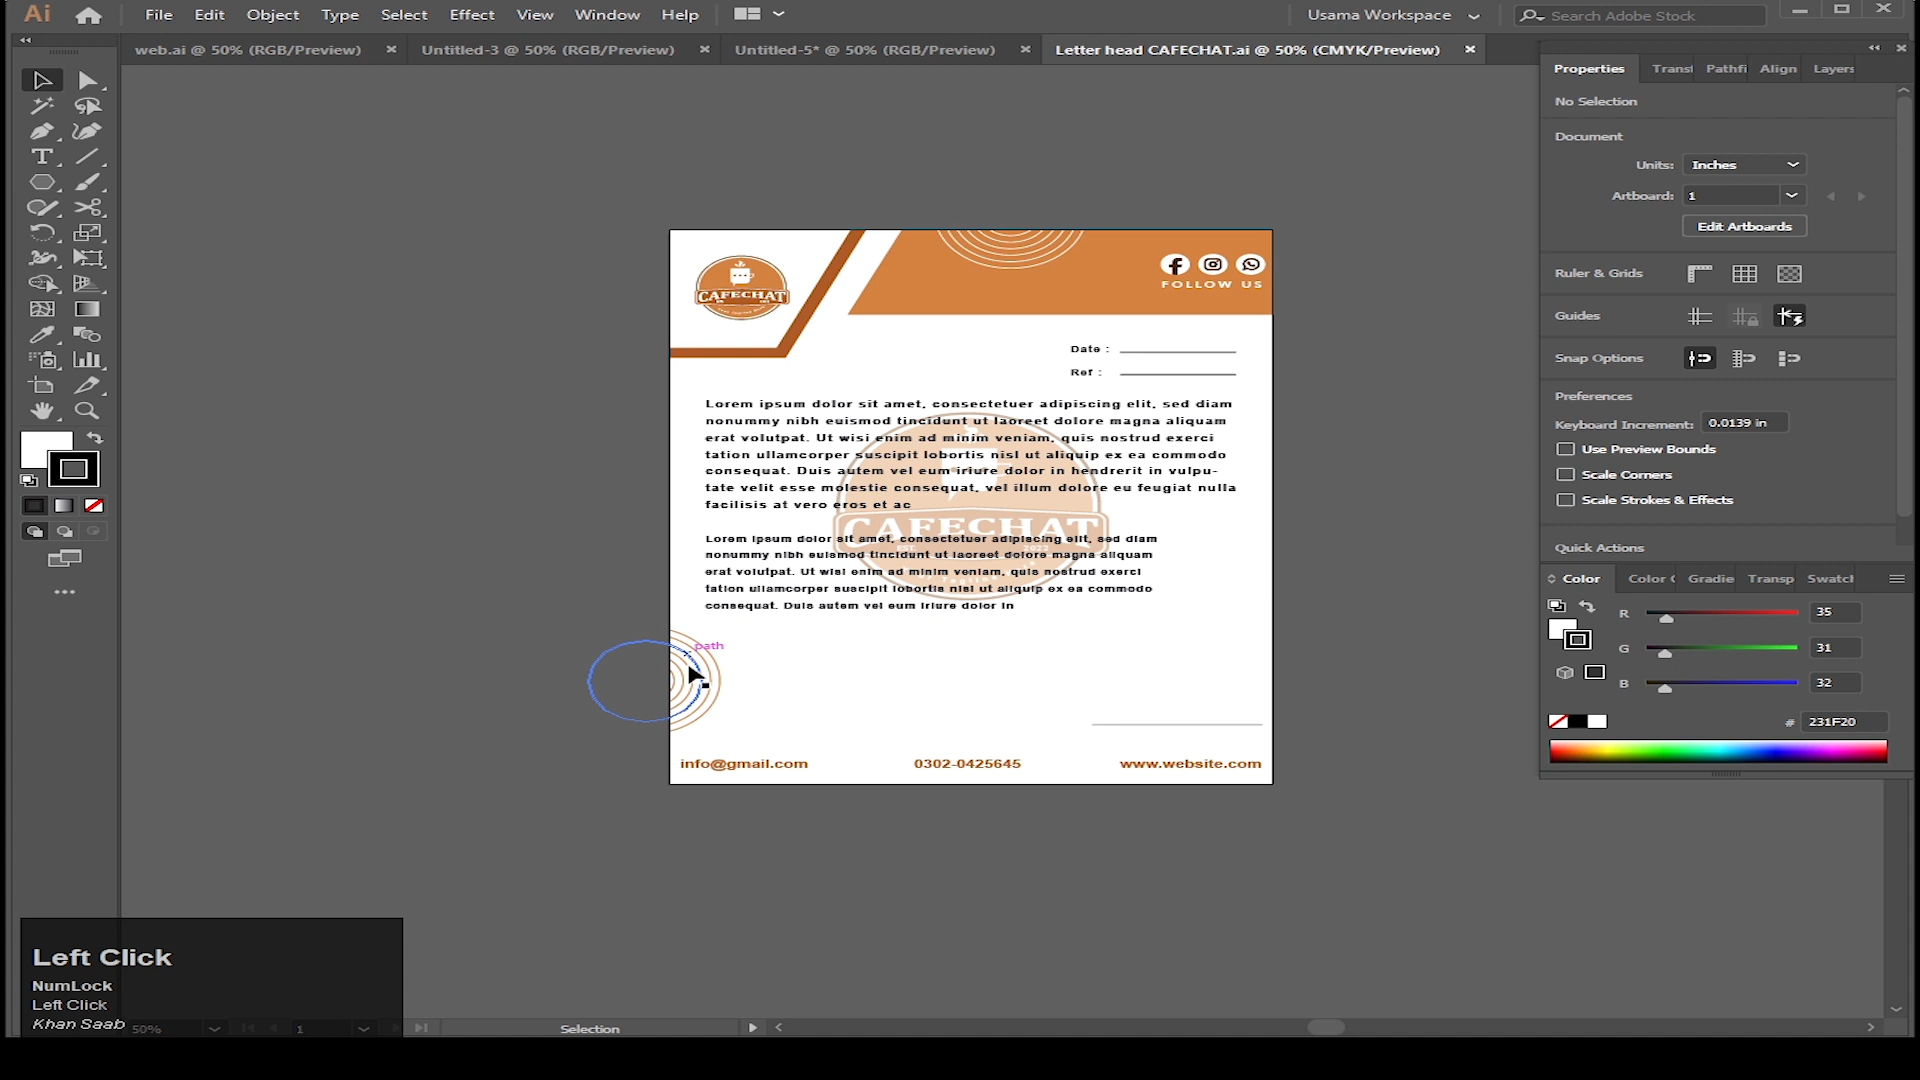 Ai
File Edit Object Type Select Effect View Window Help
Usama Workspace
Search Adobe Stock
web.ai @ 50% (RGB/Preview)
Untitled-3 @ 50% (RGB/Preview)
Untitled-5* @ 50% (RGB/Preview)
Letter head CAFECHAT.ai @ 50% (CMYK/Preview)
Properties Transf Pathfi Align Layers
No Selection
Document
Units: Inches
Artboard: 1
Edit Artboards
Ruler & Grids
Guides
Snap Options
Preferences
Keyboard Increment: 0.0139 in
Use Preview Bounds
Scale Corners
Scale Strokes & Effects
Quick Actions
Color Color G Gradie Transp Swatch
R 35
G 31
B 32
# 231F20
CAFECHAT
FOLLOW US
Date :
Ref :
Lorem ipsum dolor sit amet, consectetuer adipiscing elit, sed diam
nonummy nibh euismod tincidunt ut laoreet dolore magna aliquam
erat volutpat. Ut wisi enim ad minim veniam, quis nostrud exerci
tation ullamcorper suscipit lobortis nisl ut aliquip ex ea commodo
consequat. Duis autem vel eum iriure dolor in hendrerit in vulpu-
tate velit esse molestie consequat, vel illum dolore eu feugiat nulla
facilisis at vero eros et ac
CAFECHAT
EST. 2022
Lorem ipsum dolor sit amet, consectetuer adipiscing elit, sed diam
nonummy nibh euismod tincidunt ut laoreet dolore magna aliquam
erat volutpat. Ut wisi enim ad minim veniam, quis nostrud exerci
tation ullamcorper suscipit lobortis nisl ut aliquip ex ea commodo
consequat. Duis autem vel eum iriure dolor in
path
info@gmail.com
0302-0425645
www.website.com
Left Click
NumLock
Left Click
Khan Saab
50%
1
Selection